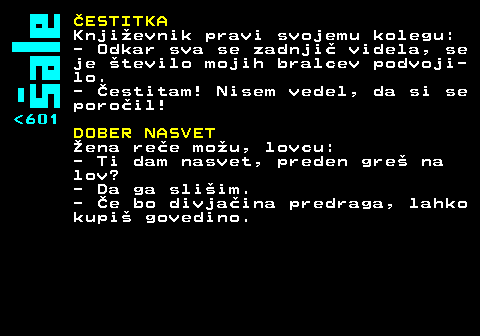 šale
<601
ČESTITKA
Književnik pravi svojemu kolegu:
- Odkar sva se zadnjič videla, se
je število mojih bralcev podvoji-
lo.
- Čestitam! Nisem vedel, da si se
poročil!
DOBER NASVET
Žena reče možu, lovcu:
- Ti dam nasvet, preden greš na
lov?
- Da ga slišim.
- Če bo divjačina predraga, lahko
kupiš govedino.